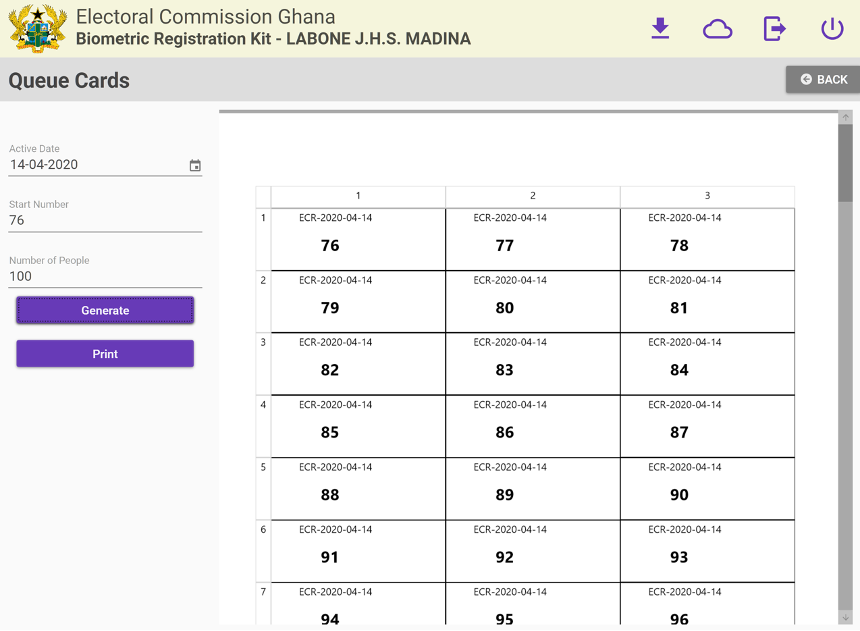 Electoral Commission Ghana
Biometric Registration Kit - LABONE J.H.S. MADINA
Queue Cards
BACK
Active Date
14-04-2020
Start Number
76
Number of People
100
Generate
Print
1 2 3
1 ECR-2020-04-14 ECR-2020-04-14 ECR-2020-04-14
76 77 78
2 ECR-2020-04-14 ECR-2020-04-14 ECR-2020-04-14
79 80 81
3 ECR-2020-04-14 ECR-2020-04-14 ECR-2020-04-14
82 83 84
4 ECR-2020-04-14 ECR-2020-04-14 ECR-2020-04-14
85 86 87
5 ECR-2020-04-14 ECR-2020-04-14 ECR-2020-04-14
88 89 90
6 ECR-2020-04-14 ECR-2020-04-14 ECR-2020-04-14
91 92 93
7 ECR-2020-04-14 ECR-2020-04-14 ECR-2020-04-14
94 95 96